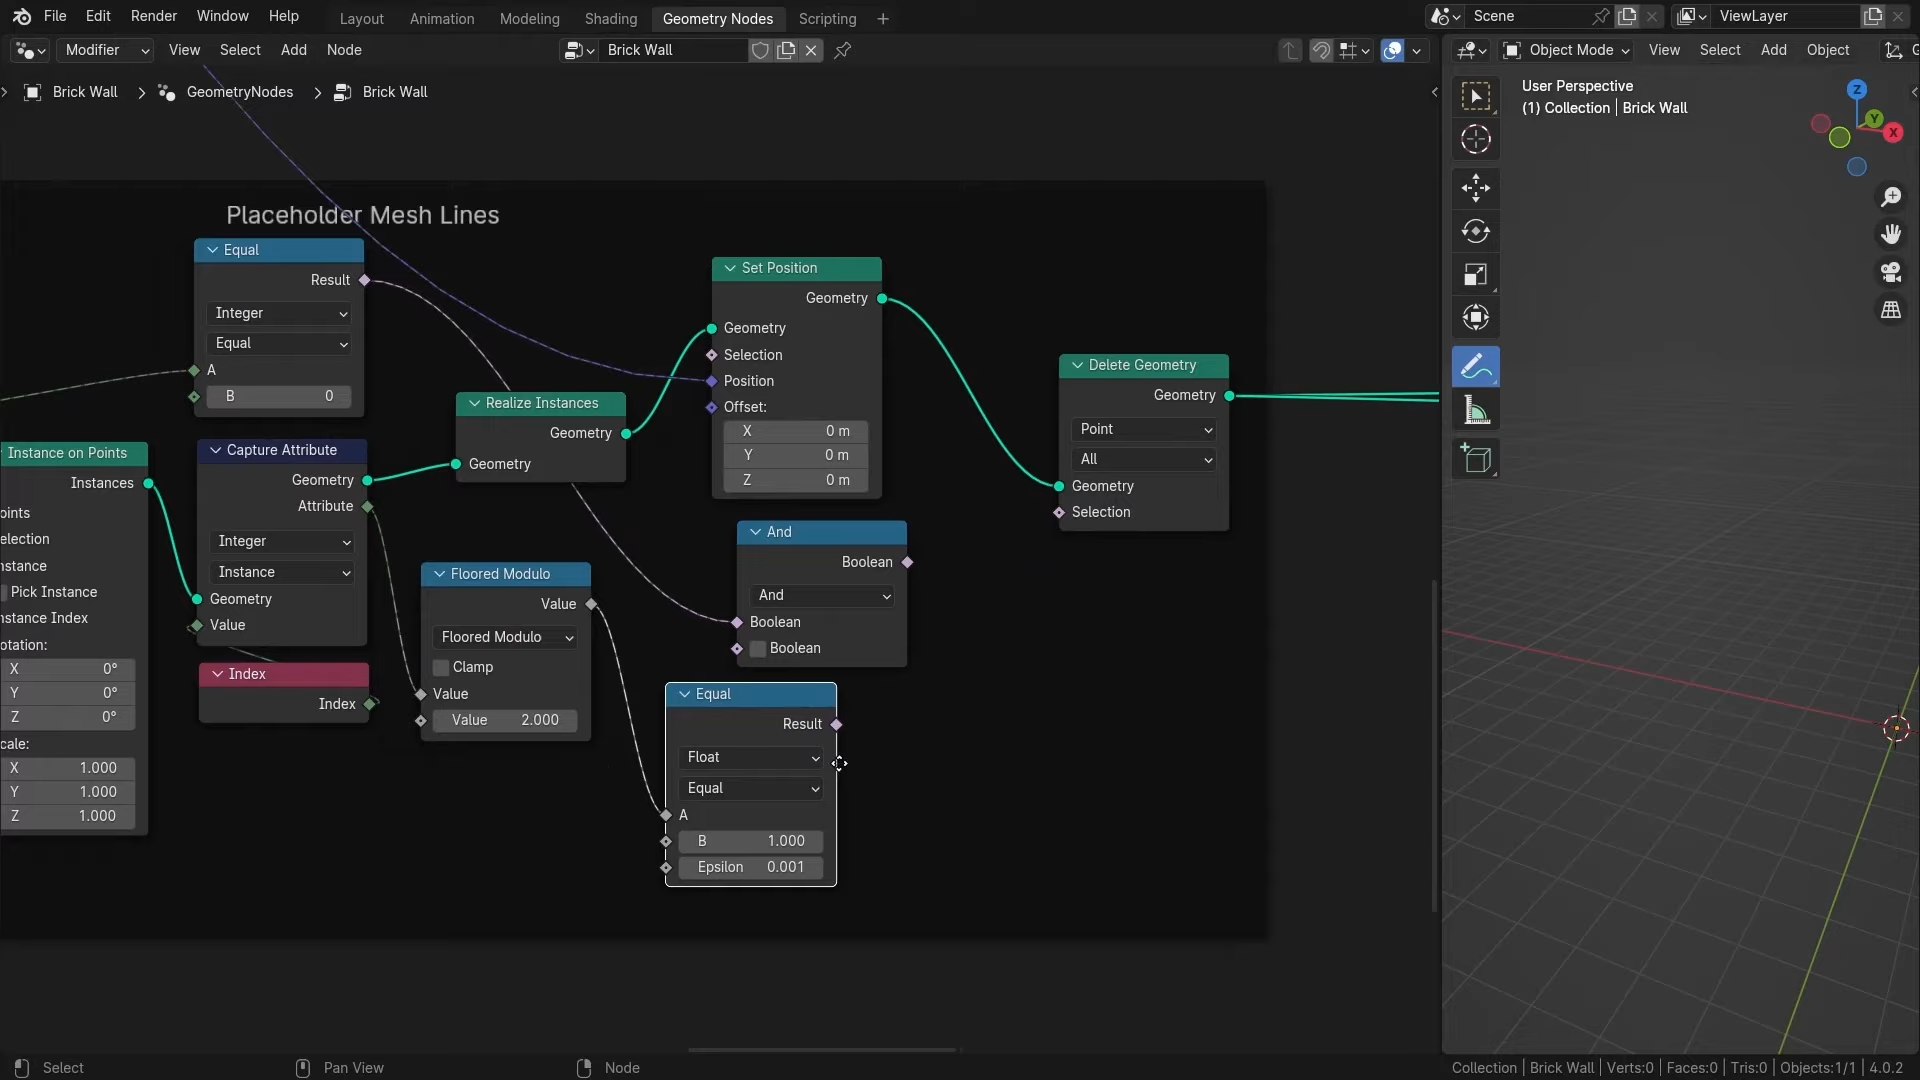 File Edit Render Window Help Layout Animation Modeling Shading Geometry Nodes Scripting + Scene ViewLayer
Modifier View Select Add Node Brick Wall Object Mode View Select Add Object
Brick Wall > GeometryNodes > Brick Wall
User Perspective
(1) Collection | Brick Wall
Z
Y
X
Placeholder Mesh Lines
Equal
Result
Integer
Equal
A
B 0
Instance on Points
Instances
oints
election
nstance
Pick Instance
nstance Index
otation:
X 0°
Y 0°
Z 0°
cale:
X 1.000
Y 1.000
Z 1.000
Capture Attribute
Geometry
Attribute
Integer
Instance
Geometry
Value
Index
Index
Realize Instances
Geometry
Geometry
Floored Modulo
Value
Floored Modulo
Clamp
Value
Value 2.000
Set Position
Geometry
Geometry
Selection
Position
Offset:
X 0 m
Y 0 m
Z 0 m
And
Boolean
And
Boolean
Boolean
Equal
Result
Float
Equal
A
B 1.000
Epsilon 0.001
Delete Geometry
Geometry
Point
All
Geometry
Selection
Select Pan View Node Collection | Brick Wall | Verts:0 | Faces:0 | Tris:0 | Objects:1/1 | 4.0.2